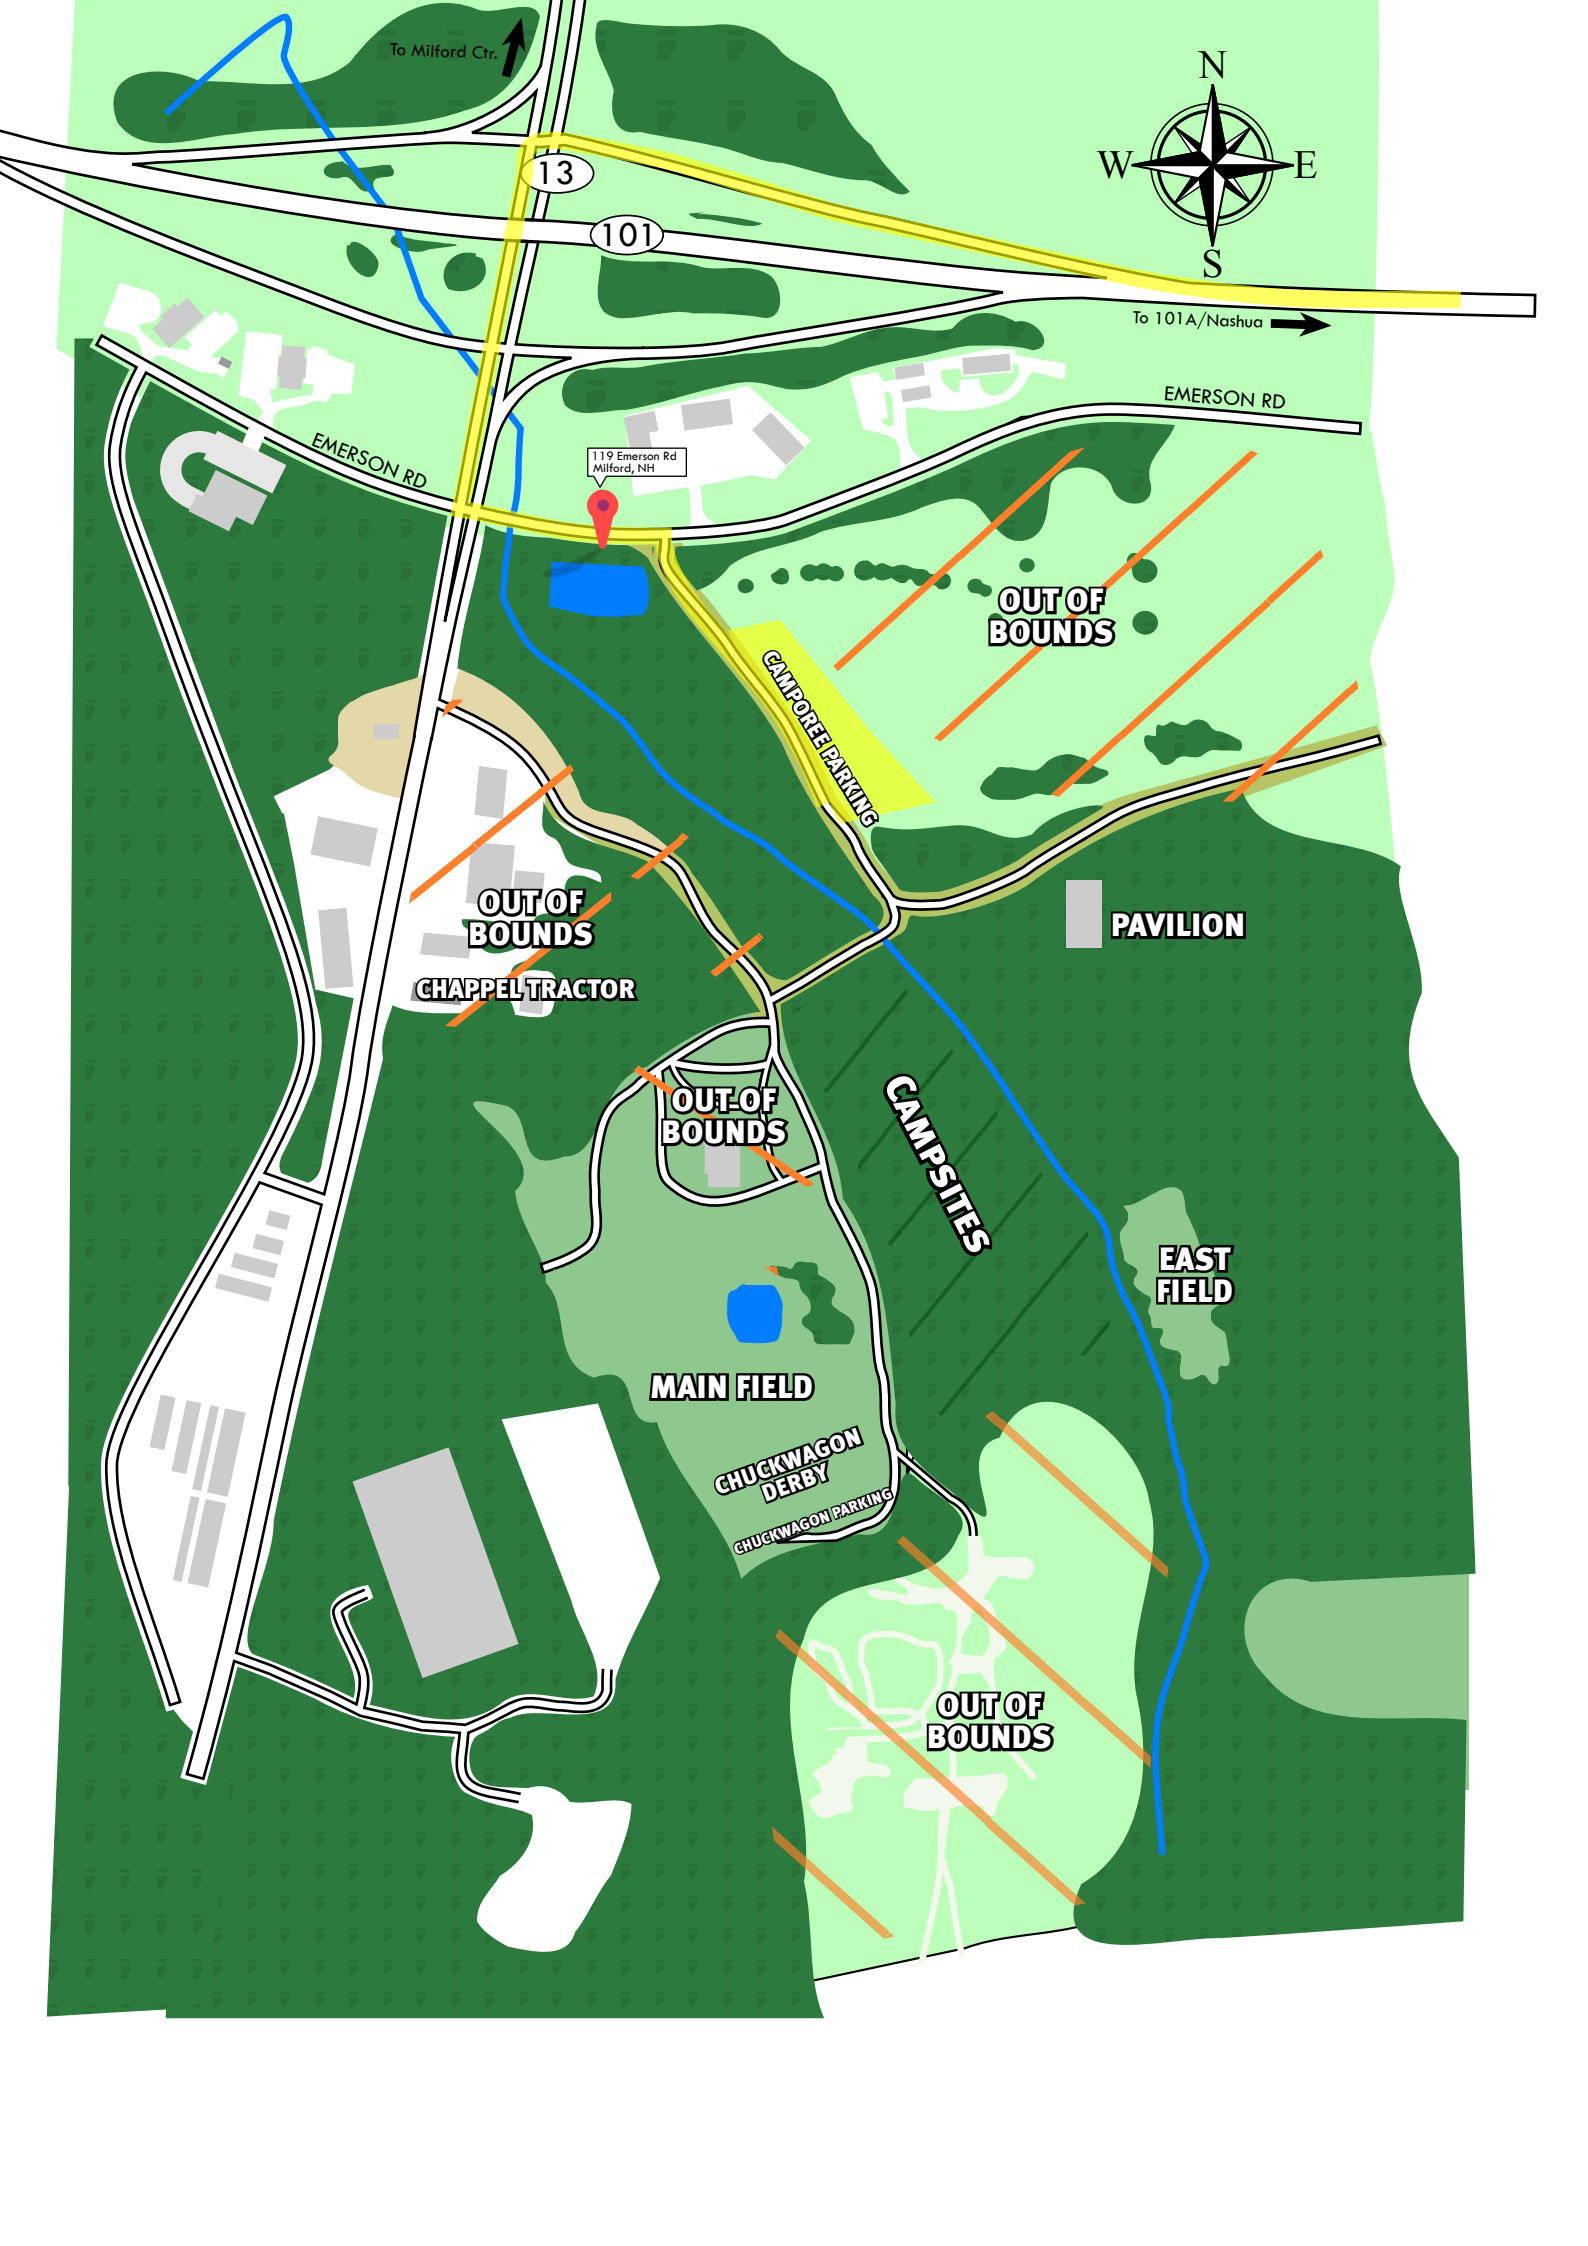 To Milford Ctr.
N
W
E
S
13
101
To 101A/Nashua
EMERSON RD
EMERSON RD
119 Emerson Rd
Milford, NH
OUT OF
BOUNDS
CAMPOREE PARKING
OUT OF
BOUNDS
PAVILION
CHAPPEL TRACTOR
OUT OF
BOUNDS
CAMPSITES
EAST
FIELD
MAIN FIELD
CHUCKWAGON
DERBY
CHUCKWAGON PARKING
OUT OF
BOUNDS